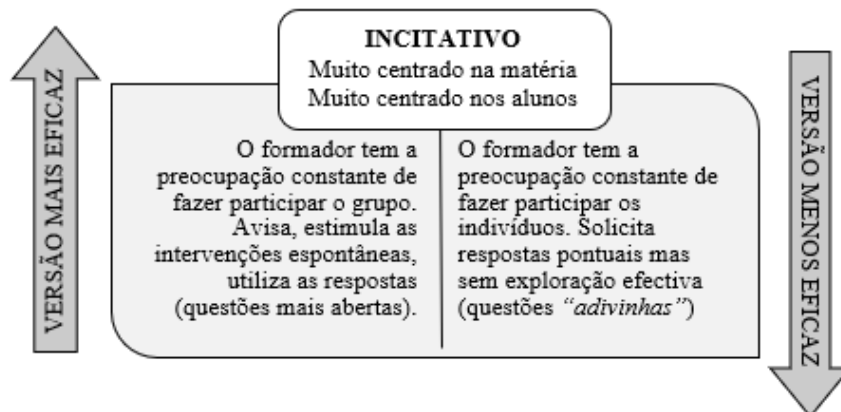 INCITATIVO
Muito centrado na matéria
Muito centrado nos alunos
VERSÃO MAIS EFICAZ
O formador tem a
preocupação constante de
fazer participar o grupo.
Avisa, estimula as
intervenções espontâneas,
utiliza as respostas
(questões mais abertas).
O formador tem a
preocupação constante de
fazer participar os
indivíduos. Solicita
respostas pontuais mas
sem exploração efectiva
(questões “adivinhas”)
VERSÃO MENOS EFICAZ